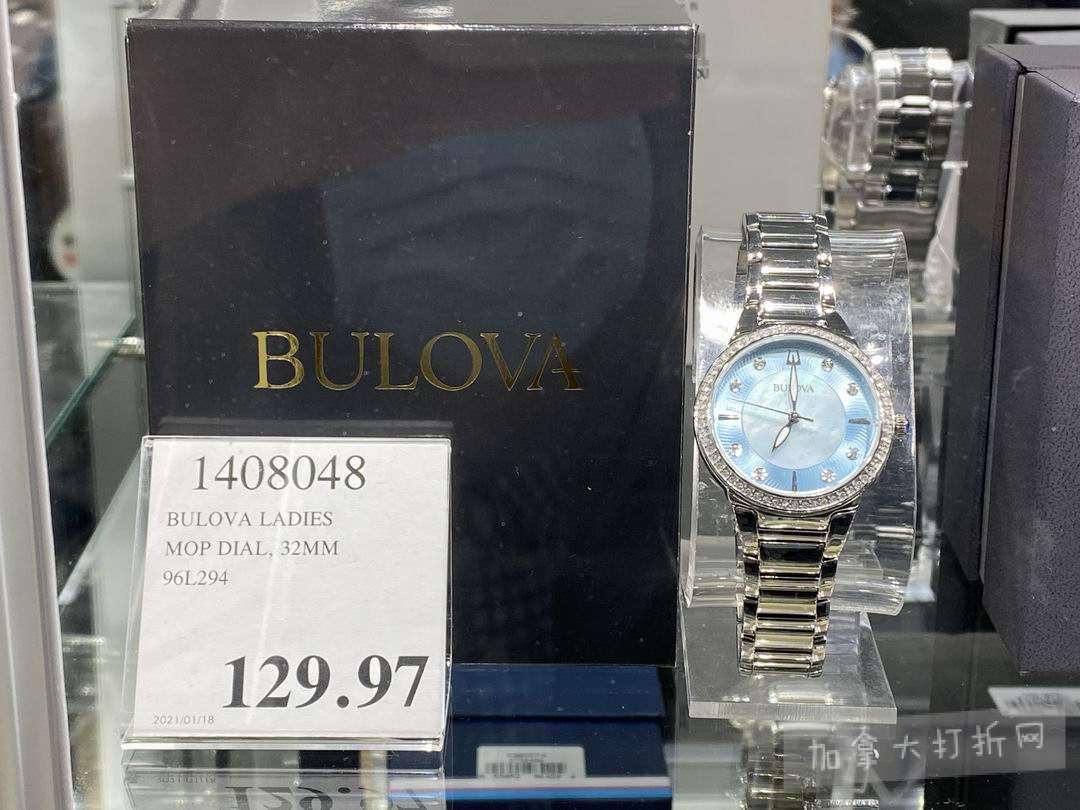 BULOVA
BULOVA
1408048
BULOVA LADIES
MOP DIAL, 32MM
96L294
129.97
2021/01/18
加拿大打折网